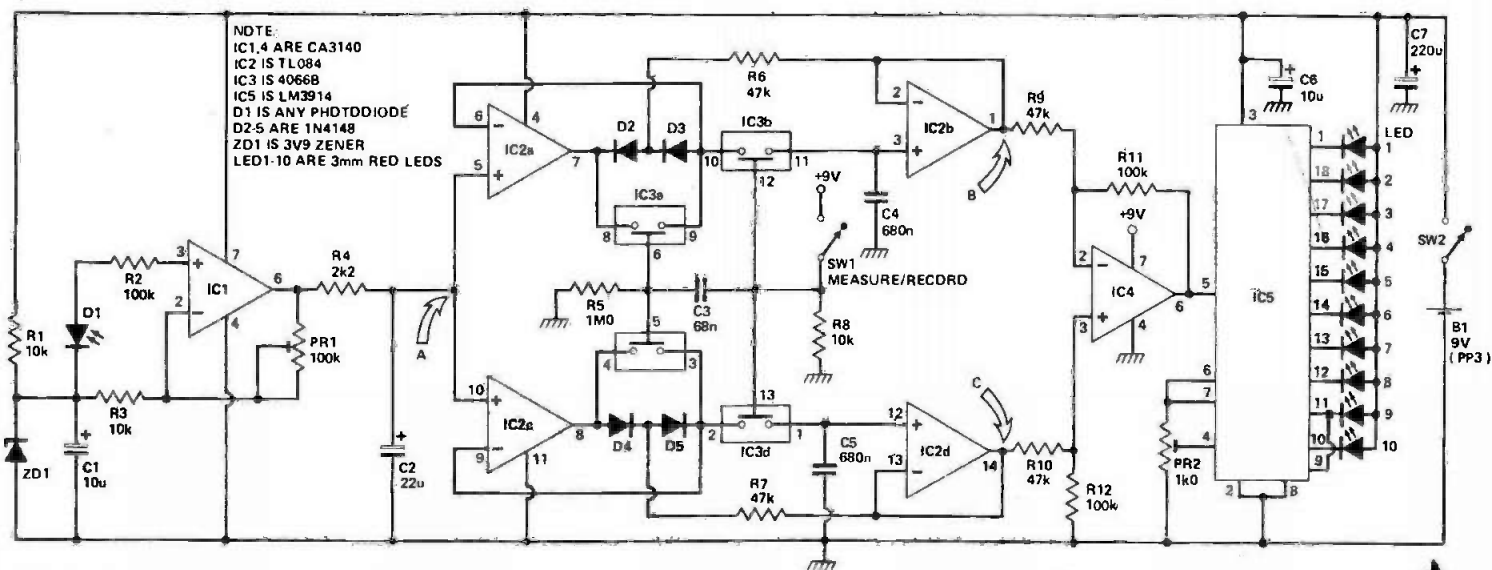 NOTE:
IC1,4 ARE CA3140
IC2 IS TL084
IC3 IS 4066B
IC5 IS LM3914
D1 IS ANY PHOTODIODE
D2-5 ARE 1N4148
ZD1 IS 3V9 ZENER
LED1-10 ARE 3mm RED LEDS
R1
10k
ZD1
D1
R2
100k
R3
10k
C1
10u
+
3
+
2
−
IC1
7
6
4
PR1
100k
R4
2k2
A
C2
22u
+
6
−
5
+
IC2a
4
7
D2
D3
IC3a
8
9
6
R5
1M0
C3
68n
5
4
3
10
+
9
−
IC2c
8
11
D4
D5
R6
47k
IC3b
10
11
12
+9V
SW1
MEASURE/RECORD
R8
10k
13
2
1
IC3d
R7
47k
C4
680n
C5
680n
2
−
3
+
IC2b
1
B
12
+
13
−
IC2d
14
C
R9
47k
R10
47k
R11
100k
R12
100k
+9V
2
−
3
+
IC4
7
6
4
5
IC5
3
C6
10u
+
C7
220u
+
LED
1
1
18
2
17
3
16
4
15
5
14
6
13
7
12
8
11
9
10
10
9
6
7
4
PR2
1k0
2
8
SW2
B1
9V
(PP3)